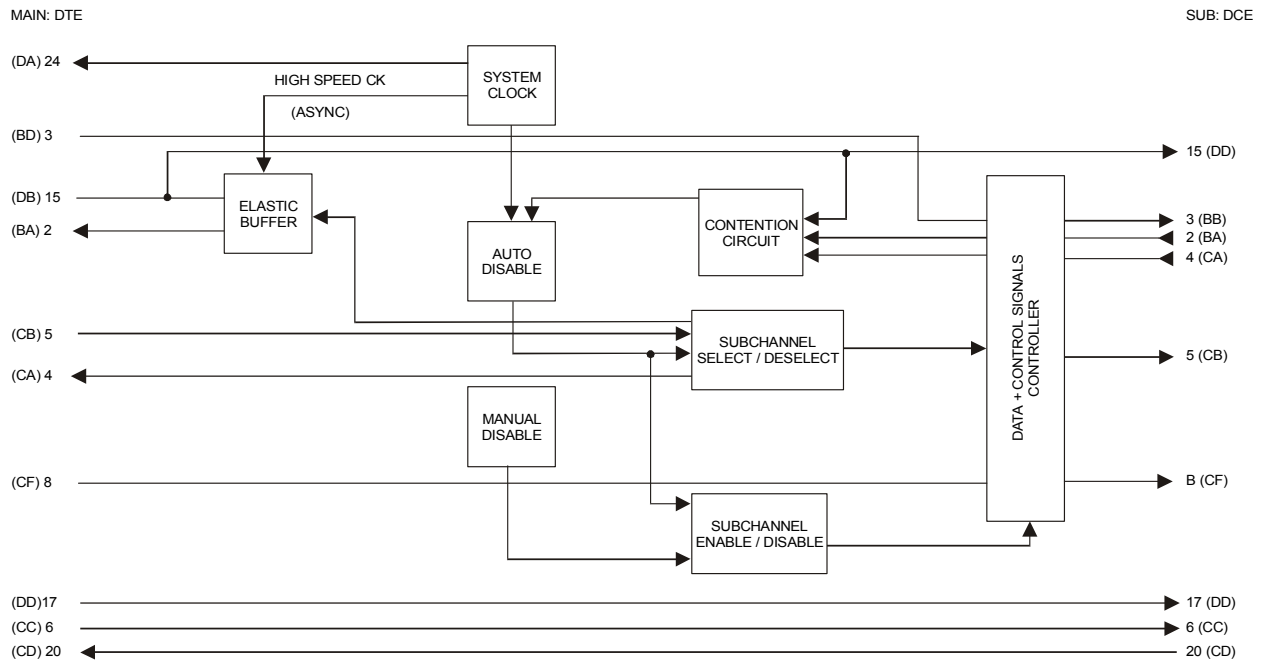 MAIN: DTE
SUB: DCE
(DA) 24
SYSTEM
CLOCK
HIGH SPEED CK
(ASYNC)
(BD) 3
15 (DD)
(DB) 15
ELASTIC
BUFFER
(BA) 2
AUTO
DISABLE
CONTENTION
CIRCUIT
3 (BB)
2 (BA)
4 (CA)
DATA + CONTROL SIGNALS
CONTROLLER
(CB) 5
SUBCHANNEL
SELECT / DESELECT
5 (CB)
(CA) 4
MANUAL
DISABLE
(CF) 8
B (CF)
SUBCHANNEL
ENABLE / DISABLE
(DD)17
17 (DD)
(CC) 6
6 (CC)
(CD) 20
20 (CD)